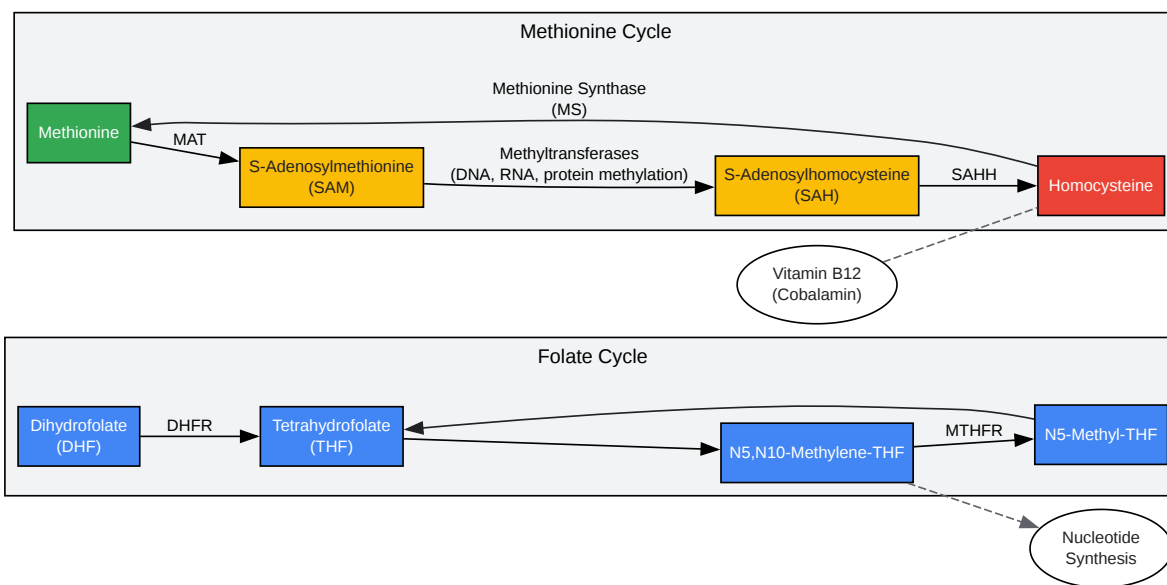 Methionine Cycle
Methionine Synthase
(MS)
Methionine
MAT
S-Adenosylmethionine
(SAM)
Methyltransferases
(DNA, RNA, protein methylation)
S-Adenosylhomocysteine
(SAH)
SAHH
Homocysteine
Vitamin B12
(Cobalamin)
Folate Cycle
Dihydrofolate
(DHF)
DHFR
Tetrahydrofolate
(THF)
N5,N10-Methylene-THF
MTHFR
N5-Methyl-THF
Nucleotide
Synthesis